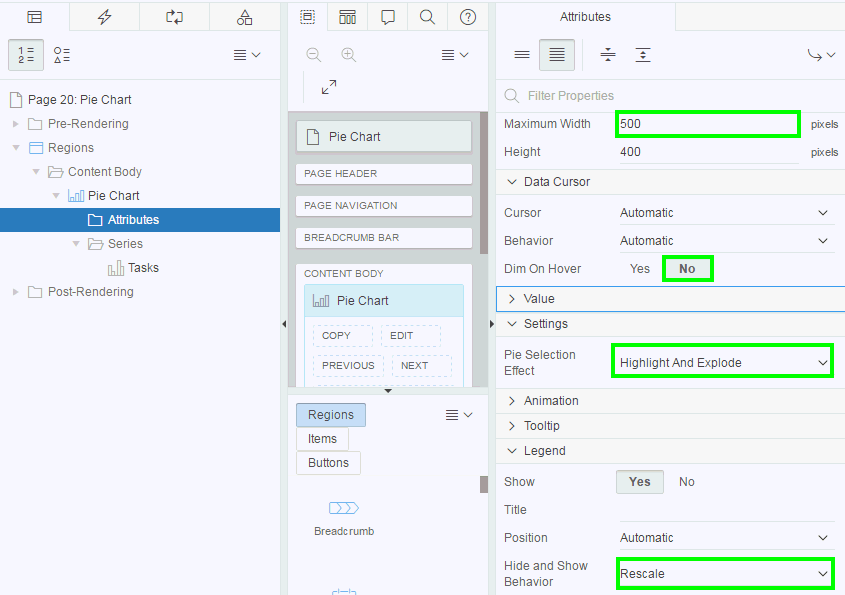 Page 20: Pie Chart
Pre-Rendering
Regions
Content Body
Pie Chart
Attributes
Series
Tasks
Post-Rendering
Pie Chart
PAGE HEADER
PAGE NAVIGATION
BREADCRUMB BAR
CONTENT BODY
Pie Chart
COPY EDIT
PREVIOUS NEXT
Regions
Items
Buttons
Breadcrumb
Attributes
Filter Properties
Maximum Width 500 pixels
Height 400 pixels
Data Cursor
Cursor Automatic
Behavior Automatic
Dim On Hover Yes No
Value
Settings
Pie Selection
Effect
Highlight And Explode
Animation
Tooltip
Legend
Show Yes No
Title
Position Automatic
Hide and Show
Behavior
Rescale